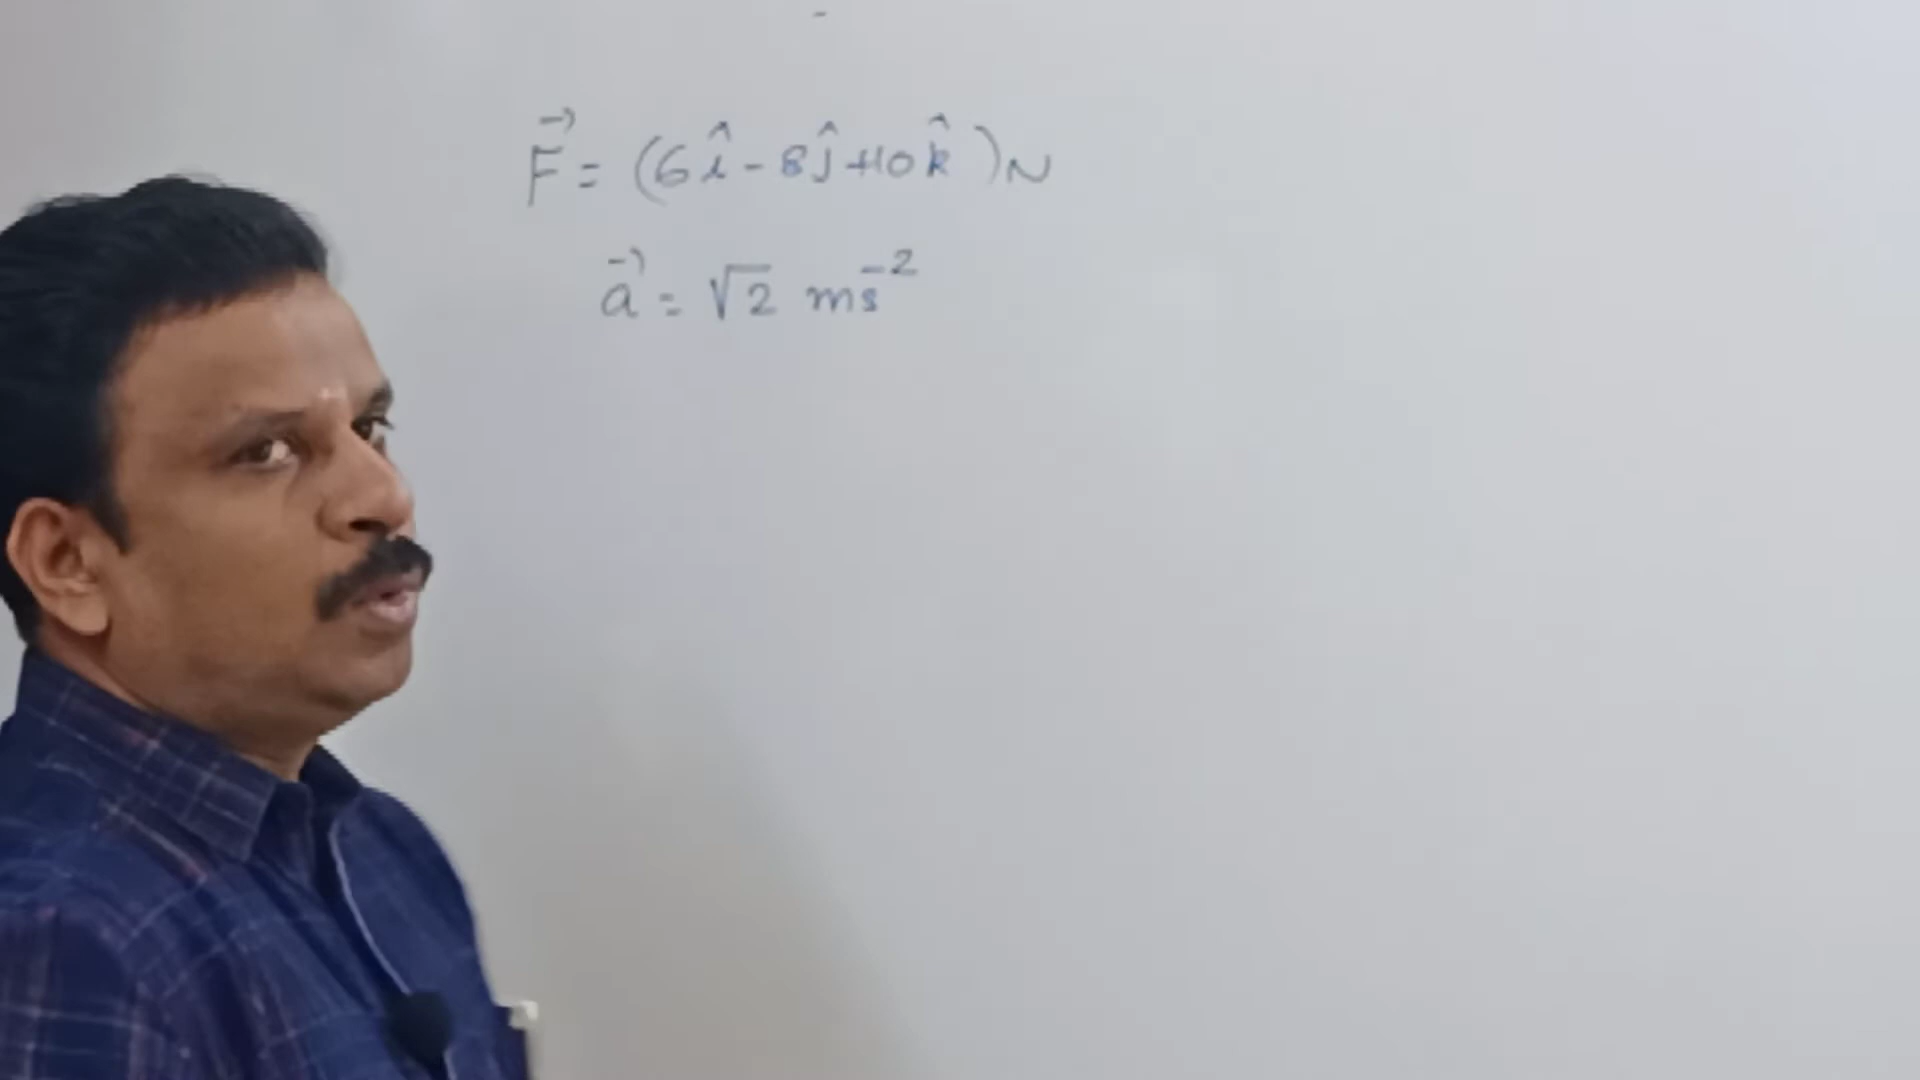 F⃗ = (6î - 8ĵ + 10k̂)N
a⃗ = √2 ms⁻²